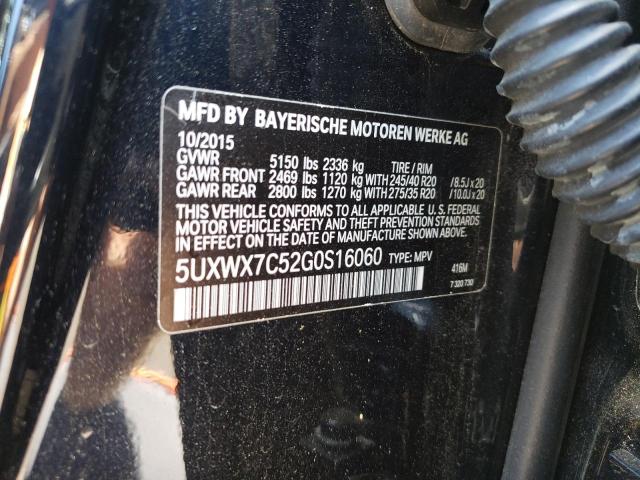 MFD BY BAYERISCHE MOTOREN WERKE AG
10/2015
GVWR 5150 lbs 2336 kg TIRE / RIM
GAWR FRONT 2469 lbs 1120 kg WITH 245/40 R20 /8.5J x 20
GAWR REAR 2800 lbs 1270 kg WITH 275/35 R20 /10.0J x 20
THIS VEHICLE CONFORMS TO ALL APPLICABLE U. S. FEDERAL
MOTOR VEHICLE SAFETY AND THEFT PREVENTION STANDARDS
IN EFFECT ON THE DATE OF MANUFACTURE SHOWN ABOVE.
5UXWX7C52G0S16060 TYPE: MPV
416M
7 320 730